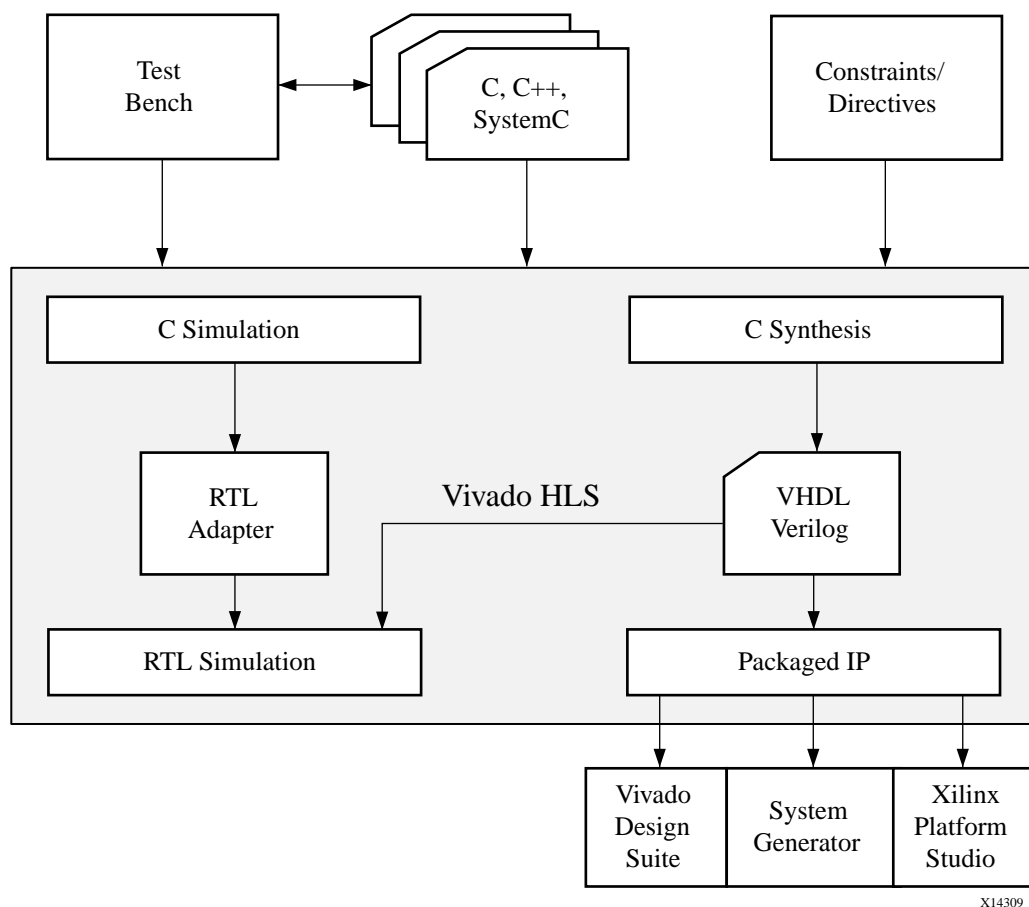 Test
Bench
C, C++,
SystemC
Constraints/
Directives
C Simulation
C Synthesis
RTL
Adapter
Vivado HLS
VHDL
Verilog
RTL Simulation
Packaged IP
Vivado
Design
Suite
System
Generator
Xilinx
Platform
Studio
X14309